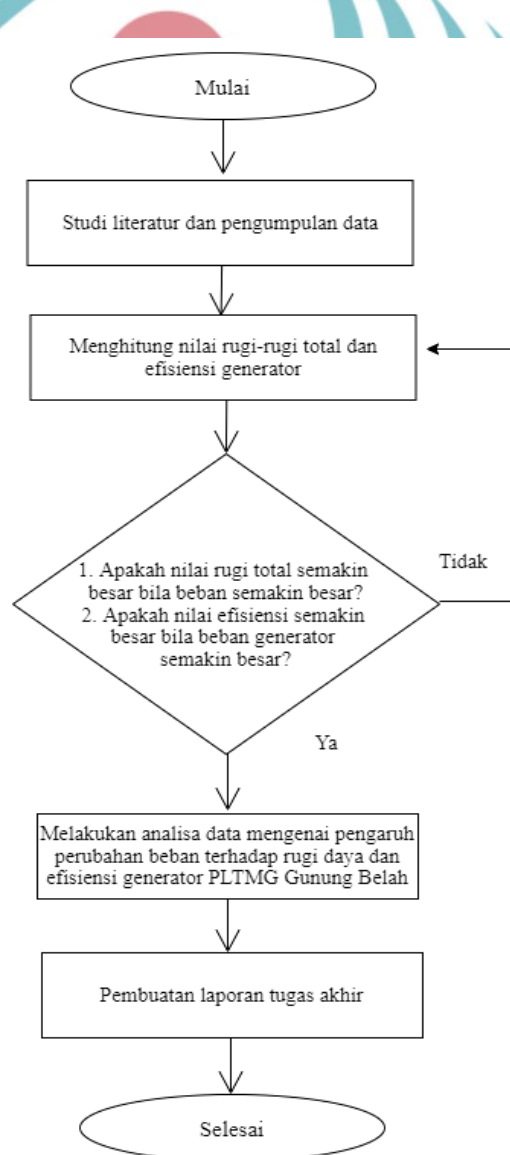 Mulai
Studi literatur dan pengumpulan data
Menghitung nilai rugi-rugi total dan
efisiensi generator
1. Apakah nilai rugi total semakin
besar bila beban semakin besar?
2. Apakah nilai efisiensi semakin
besar bila beban generator
semakin besar?
Tidak
Ya
Melakukan analisa data mengenai pengaruh
perubahan beban terhadap rugi daya dan
efisiensi generator PLTMG Gunung Belah
Pembuatan laporan tugas akhir
Selesai